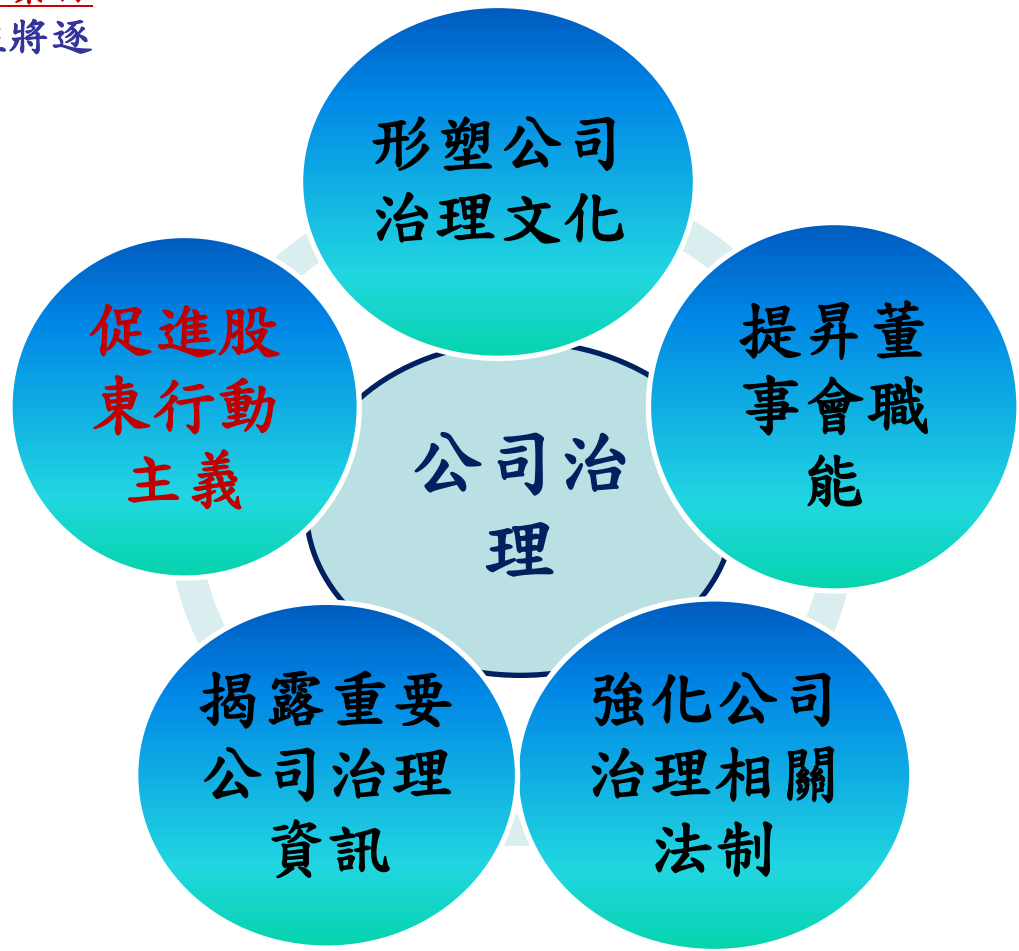 將逐
形塑公司
治理文化
促進股
東行動
主義
提昇董
事會職
能
公司治
理
揭露重要
公司治理
資訊
強化公司
治理相關
法制